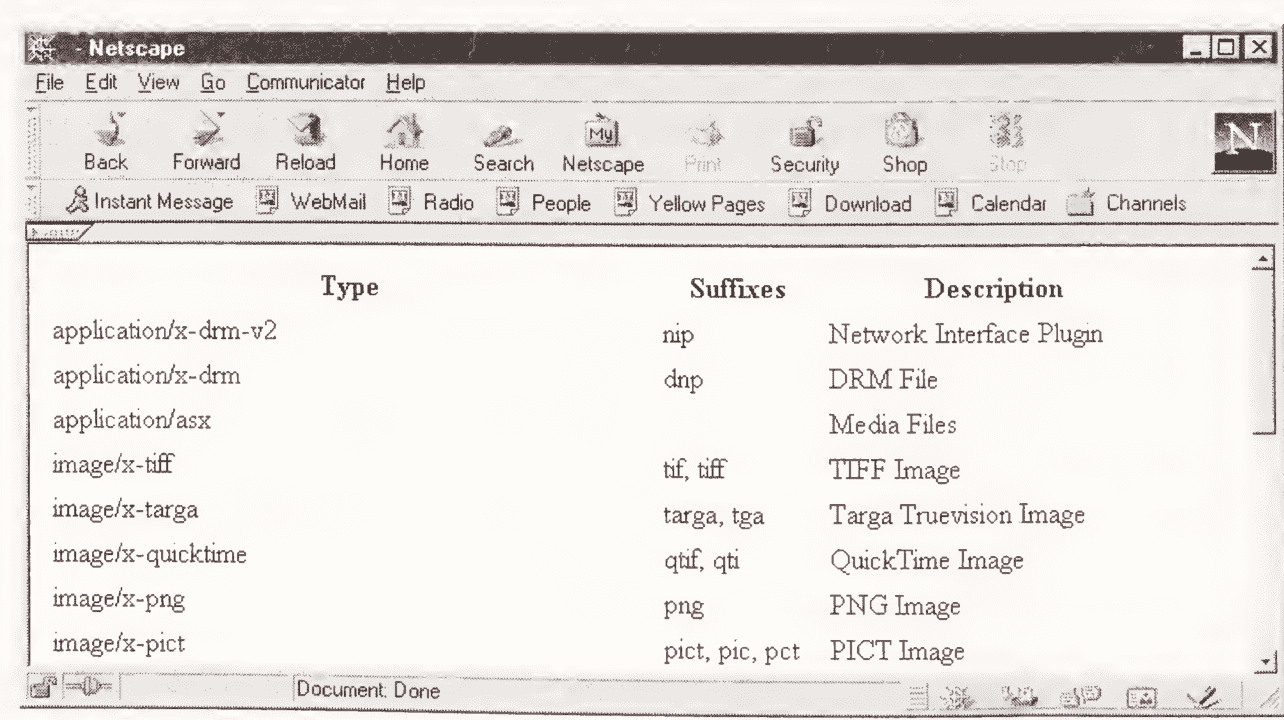 - Netscape
File Edit View Go Communicator Help
Back Forward Reload Home Search Netscape Print Security Shop Stop
My
N
Instant Message WebMail Radio People Yellow Pages Download Calendar Channels
Type Suffixes Description
application/x-drm-v2 nip Network Interface Plugin
application/x-drm dnp DRM File
application/asx Media Files
image/x-tiff tif, tiff TIFF Image
image/x-targa targa, tga Targa Truevision Image
image/x-quicktime qtif, qti QuickTime Image
image/x-png png PNG Image
image/x-pict pict, pic, pct PICT Image
Document: Done